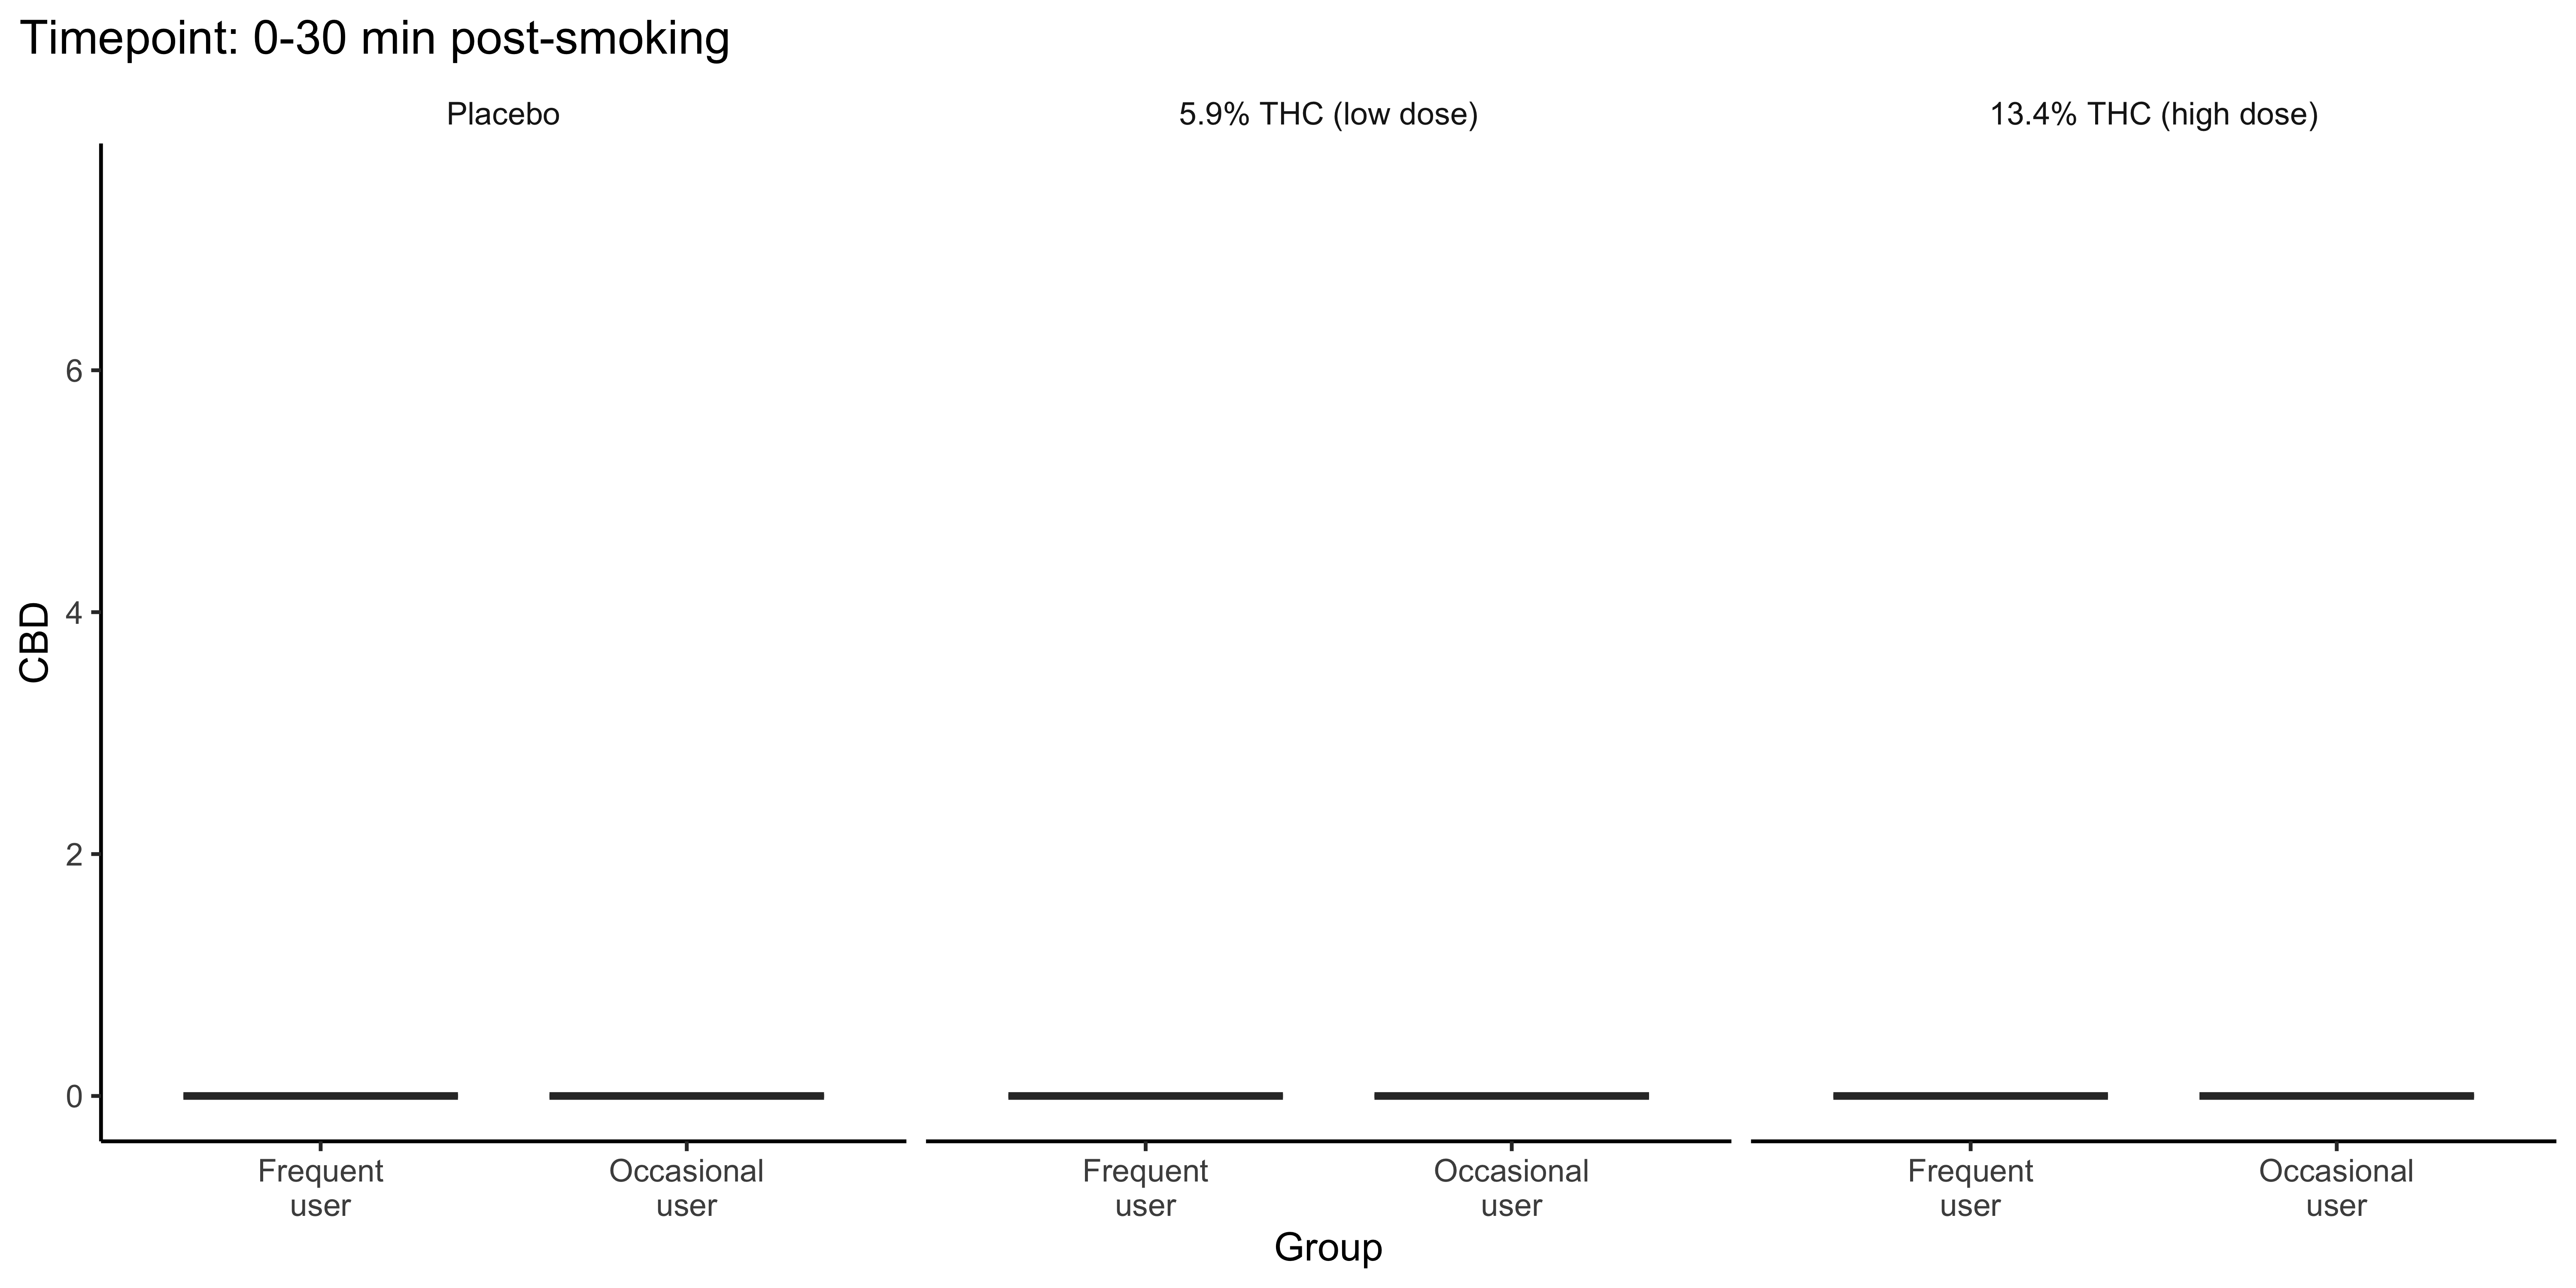 Timepoint: 0-30 min post-smoking
Placebo
5.9% THC (low dose)
13.4% THC (high dose)
CBD
6
4
2
0
Frequent
user
Occasional
user
Frequent
user
Occasional
user
Frequent
user
Occasional
user
Group